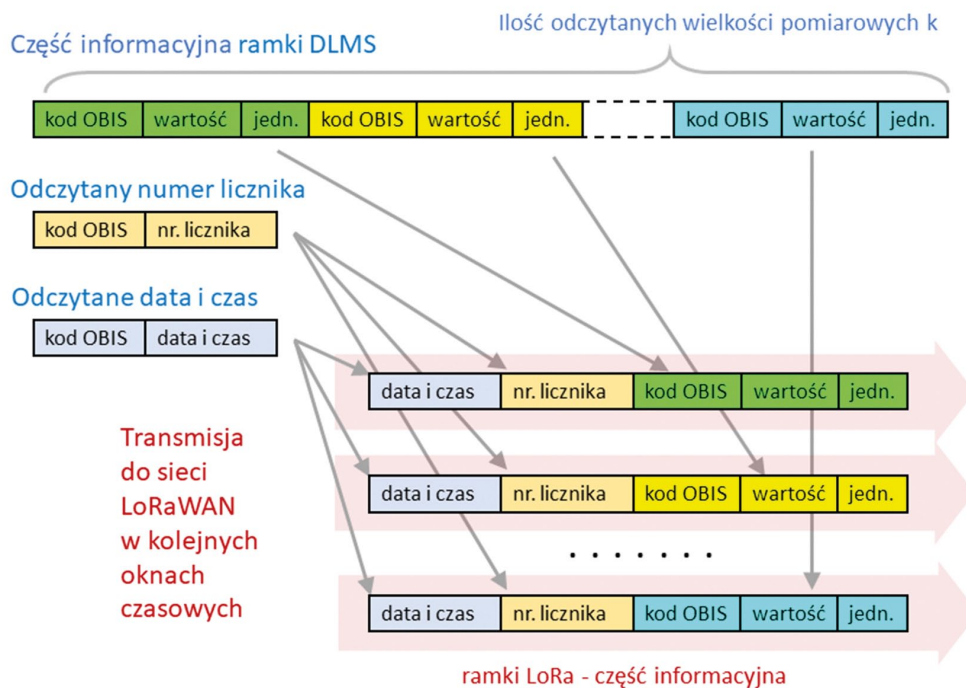 Ilość odczytanych wielkości pomiarowych k
Część informacyjna ramki DLMS
kod OBIS wartość jedn. kod OBIS wartość jedn. kod OBIS wartość jedn.
Odczytany numer licznika
kod OBIS nr. licznika
Odczytane data i czas
kod OBIS data i czas
data i czas nr. licznika kod OBIS wartość jedn.
Transmisja
do sieci
LoRaWAN
w kolejnych
oknach
czasowych
data i czas nr. licznika kod OBIS wartość jedn.
. . . . . . .
data i czas nr. licznika kod OBIS wartość jedn.
ramki LoRa - część informacyjna